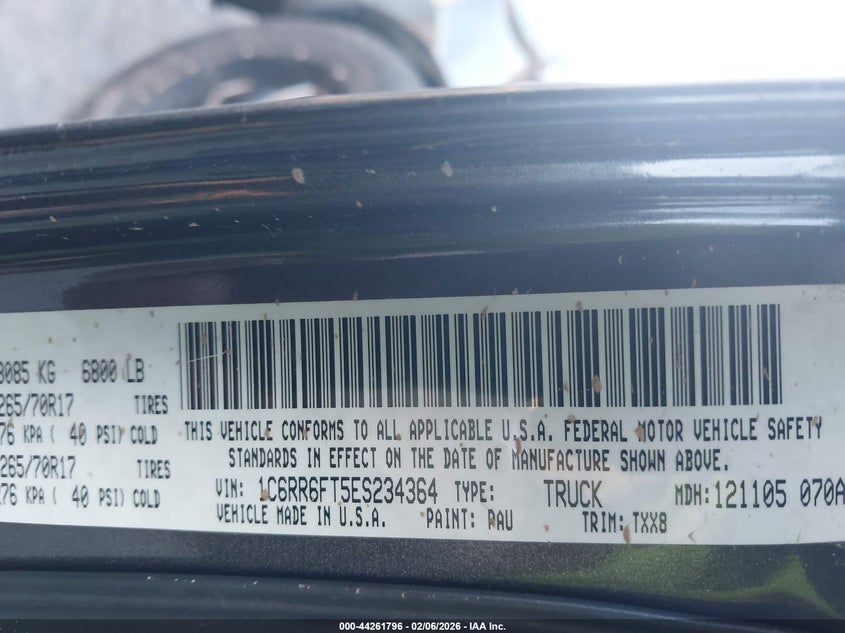 3085 KG 6800 LB
265/70R17 TIRES
276 KPA ( 40 PSI) COLD
265/70R17 TIRES
276 KPA ( 40 PSI) COLD
THIS VEHICLE CONFORMS TO ALL APPLICABLE U.S.A. FEDERAL MOTOR VEHICLE SAFETY
STANDARDS IN EFFECT ON THE DATE OF MANUFACTURE SHOWN ABOVE.
VIN: 1C6RR6FT5ES234364 TYPE: TRUCK MDH: 121105 070A
VEHICLE MADE IN U.S.A. PAINT: PAU TRIM: TXX8
000-44261796 - 02/06/2026 - IAA Inc.